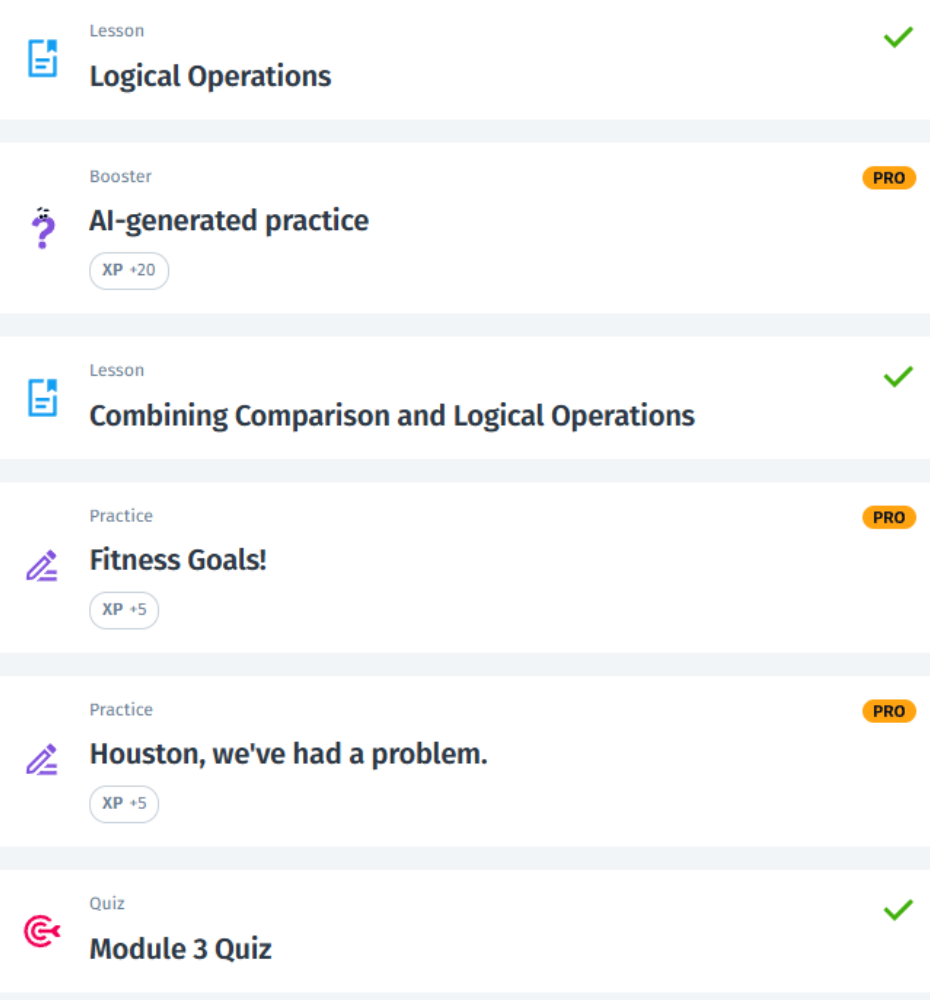 Lesson
Logical Operations
Booster
PRO
AI-generated practice
XP +20
Lesson
Combining Comparison and Logical Operations
Practice
PRO
Fitness Goals!
XP +5
Practice
PRO
Houston, we've had a problem.
XP +5
Quiz
Module 3 Quiz